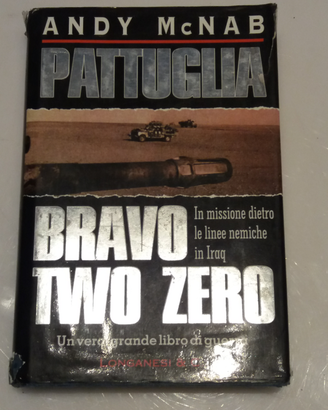 ANDY McNAB
PATTUGLIA
BRAVO
TWO ZERO
In missione dietro
le linee nemiche
in Iraq
Un vero grande libro di guerra
LONGANESI & C.